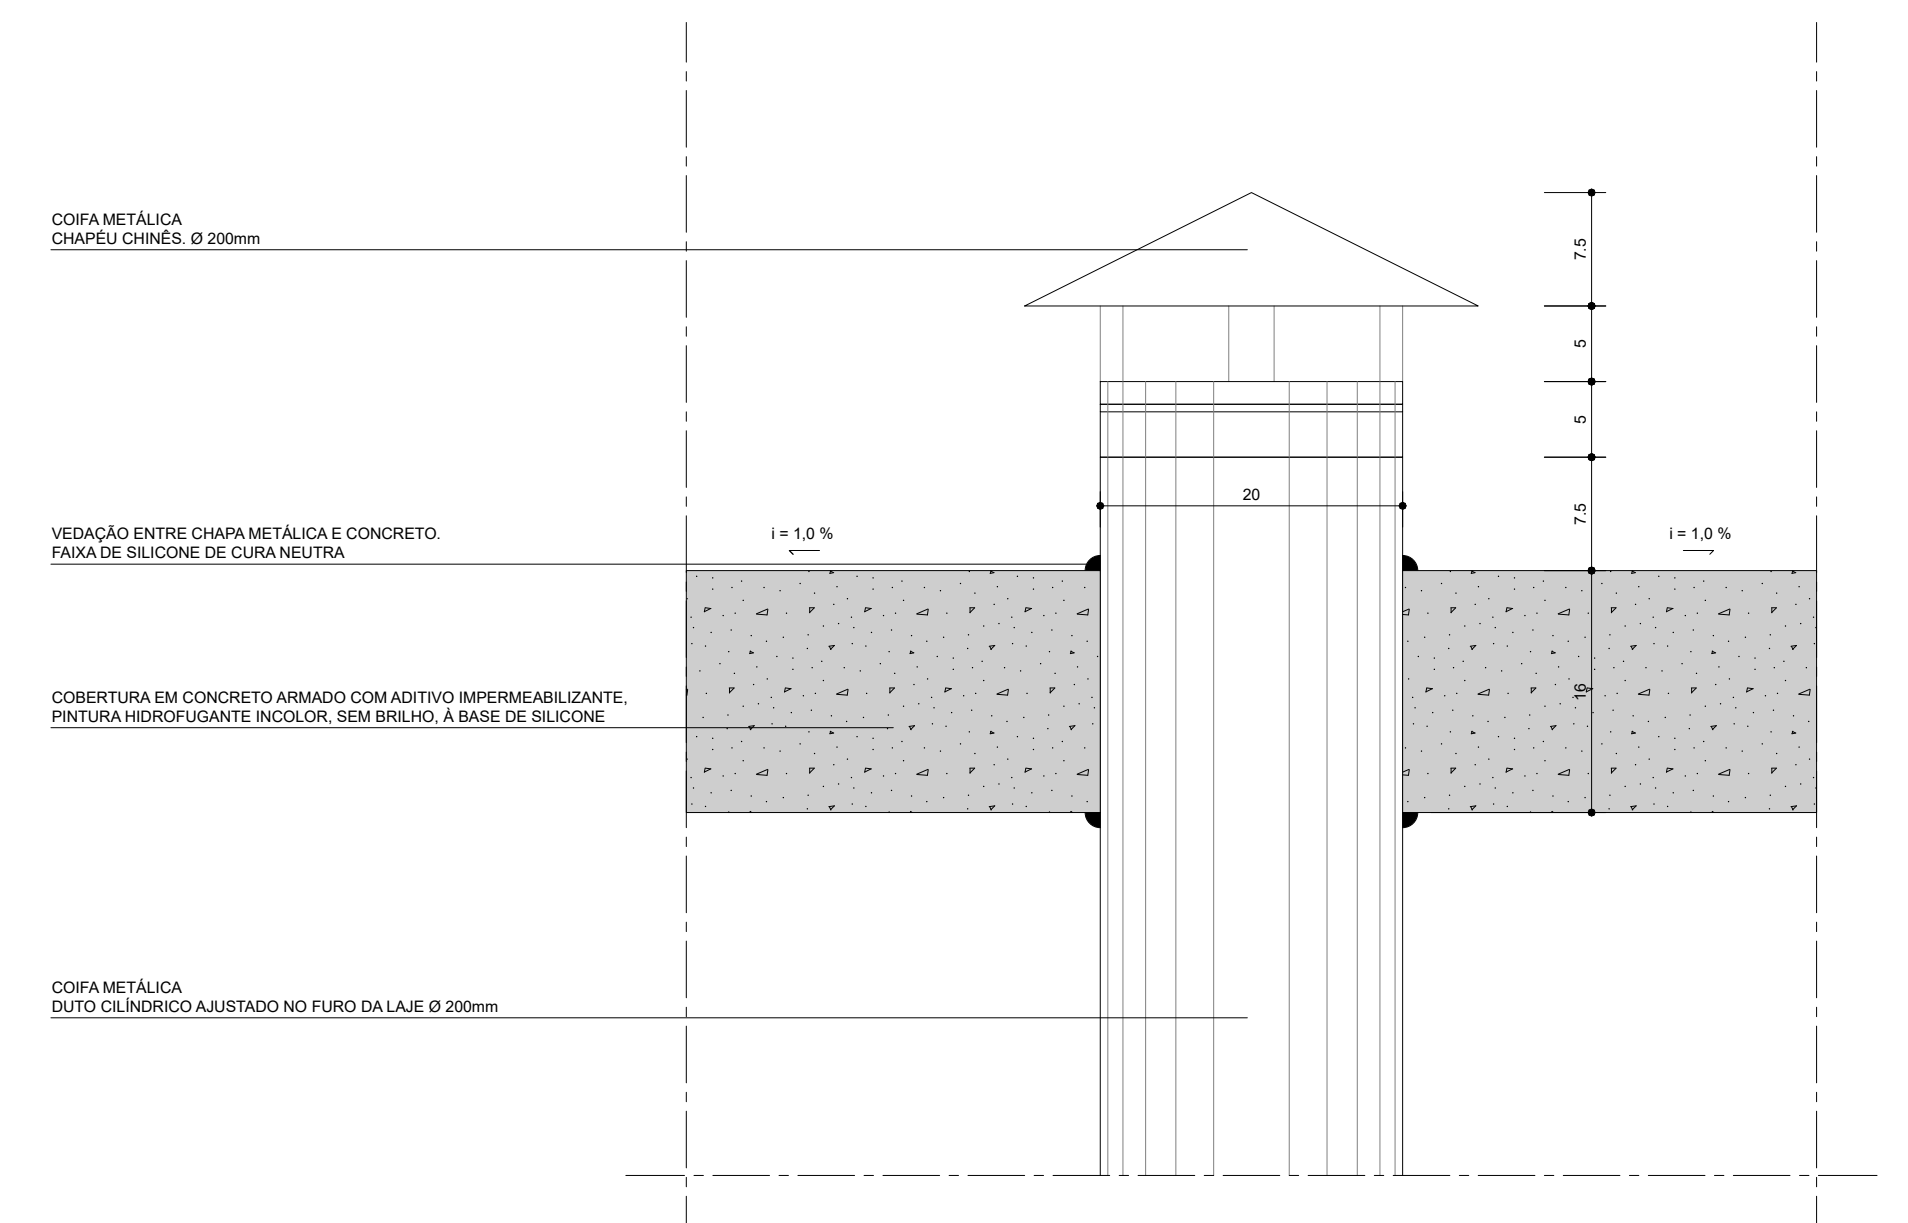 COIFA METÁLICA
CHAPÉU CHINÊS. Ø 200mm
7.5
5
5
20
7.5
VEDAÇÃO ENTRE CHAPA METÁLICA E CONCRETO.
FAIXA DE SILICONE DE CURA NEUTRA
i = 1,0 %
i = 1,0 %
COBERTURA EM CONCRETO ARMADO COM ADITIVO IMPERMEABILIZANTE,
PINTURA HIDROFUGANTE INCOLOR, SEM BRILHO, À BASE DE SILICONE
16
COIFA METÁLICA
DUTO CILÍNDRICO AJUSTADO NO FURO DA LAJE Ø 200mm